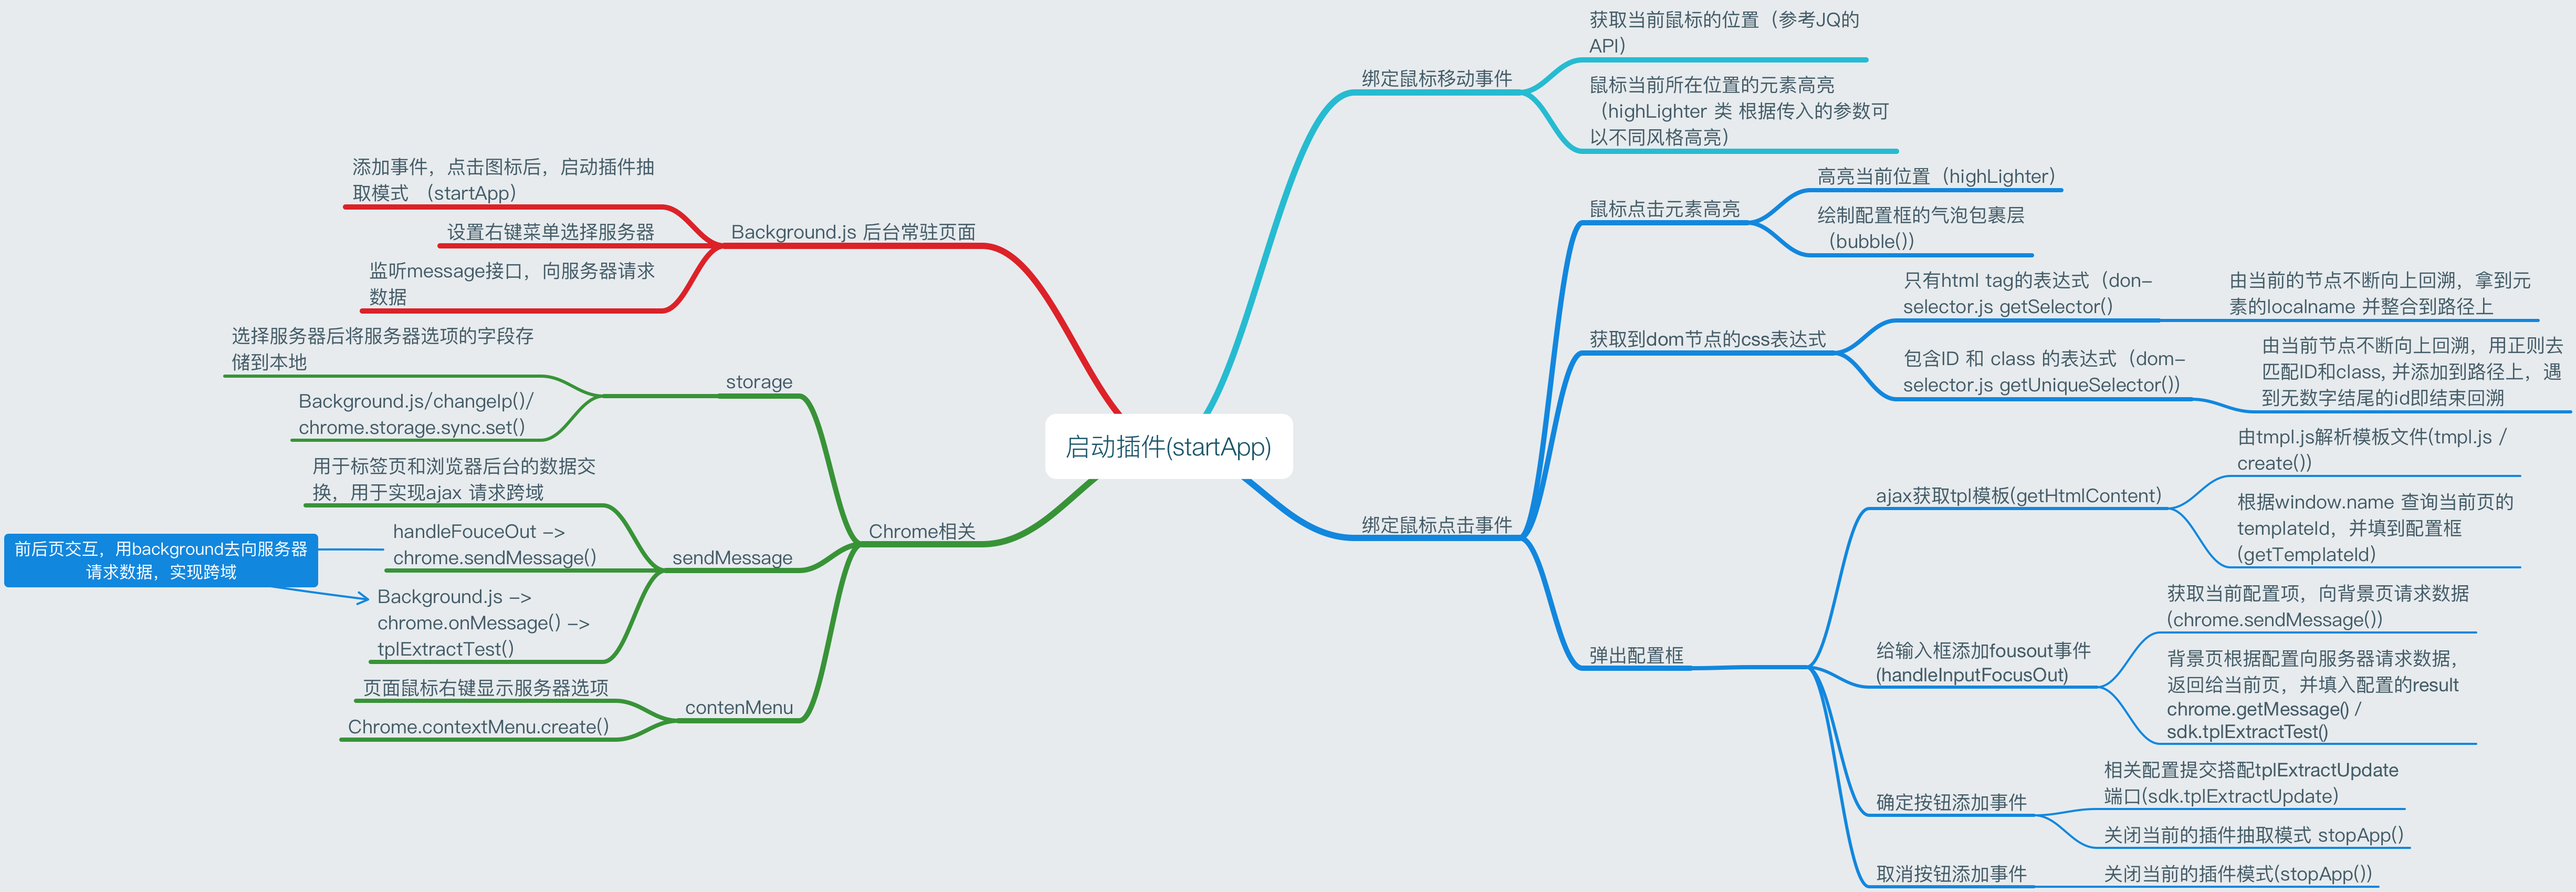 启动插件(startApp)
绑定鼠标移动事件
获取当前鼠标的位置（参考JQ的
API）
鼠标当前所在位置的元素高亮
（highLighter 类 根据传入的参数可
以不同风格高亮）
绑定鼠标点击事件
鼠标点击元素高亮
高亮当前位置（highLighter）
绘制配置框的气泡包裹层
（bubble()）
获取到dom节点的css表达式
只有html tag的表达式（don-
selector.js getSelector()
由当前的节点不断向上回溯，拿到元
素的localname 并整合到路径上
包含ID 和 class 的表达式（dom-
selector.js getUniqueSelector()）
由当前节点不断向上回溯，用正则去
匹配ID和class, 并添加到路径上，遇
到无数字结尾的id即结束回溯
弹出配置框
ajax获取tpl模板(getHtmlContent)
由tmpl.js解析模板文件(tmpl.js /
create())
根据window.name 查询当前页的
templateId，并填到配置框
(getTemplateId)
给输入框添加fousout事件
(handleInputFocusOut)
获取当前配置项，向背景页请求数据
(chrome.sendMessage())
背景页根据配置向服务器请求数据，
返回给当前页，并填入配置的result
chrome.getMessage() /
sdk.tplExtractTest()
确定按钮添加事件
相关配置提交搭配tplExtractUpdate
端口(sdk.tplExtractUpdate)
关闭当前的插件抽取模式 stopApp()
取消按钮添加事件
关闭当前的插件模式(stopApp())
Background.js 后台常驻页面
添加事件，点击图标后，启动插件抽
取模式 （startApp）
设置右键菜单选择服务器
监听message接口，向服务器请求
数据
Chrome相关
storage
选择服务器后将服务器选项的字段存
储到本地
Background.js/changeIp()/
chrome.storage.sync.set()
sendMessage
用于标签页和浏览器后台的数据交
换，用于实现ajax 请求跨域
handleFouceOut ->
chrome.sendMessage()
Background.js ->
chrome.onMessage() ->
tplExtractTest()
前后页交互，用background去向服务器
请求数据，实现跨域
contenMenu
页面鼠标右键显示服务器选项
Chrome.contextMenu.create()